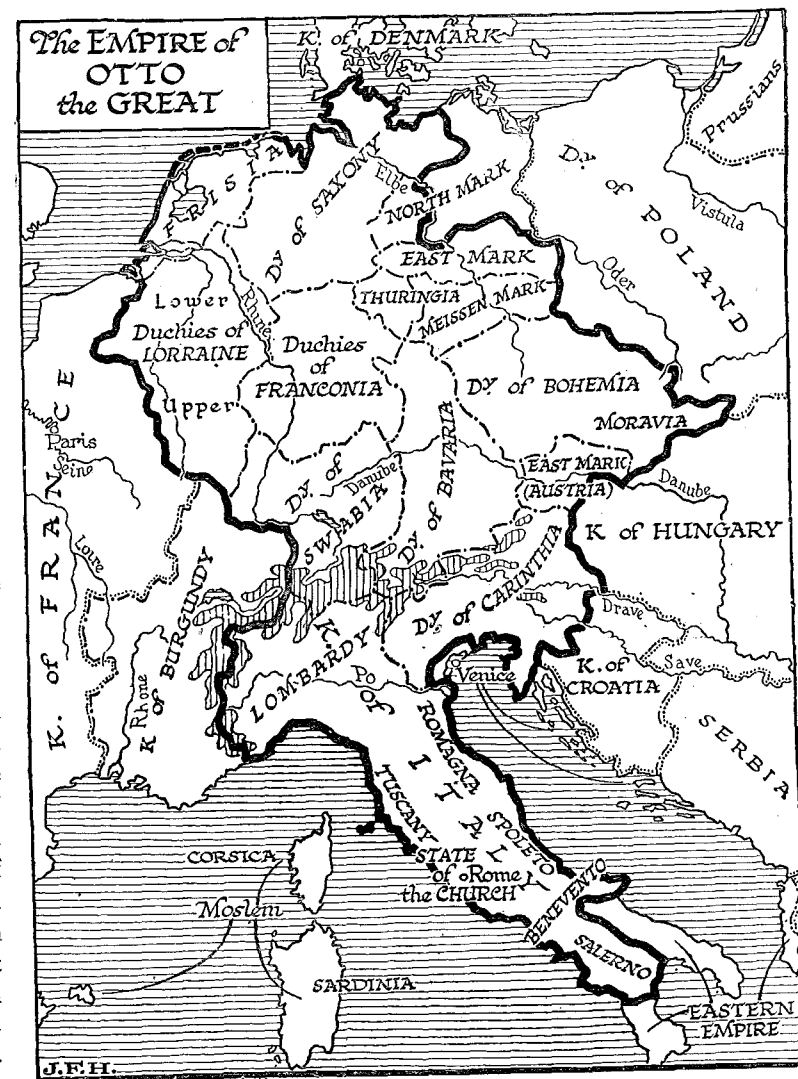 The EMPIRE of
OTTO
the GREAT
K. of DENMARK
Prussians
FRISIA
Dy of SAXONY
Elbe
NORTH MARK
Dy. of POLAND
Vistula
Oder
EAST MARK
THURINGIA
MEISSEN MARK
Lower
Duchies of
LORRAINE
Upper
Rhine
Duchies
of
FRANCONIA
Dy. of BOHEMIA
MORAVIA
K. of FRANCE
Paris
Seine
Loire
Dy. of
SWABIA
Danube
Dy. of BAVARIA
EAST MARK
(AUSTRIA)
Danube
K of HUNGARY
K of BURGUNDY
Rhone
Dy. of CARINTHIA
Drave
Save
K. of
CROATIA
SERBIA
K. of ITALY
LOMBARDY
Po
Venice
ROMAGNA
TUSCANY
SPOLETO
STATE
of Rome
the CHURCH
BENEVENTO
SALERNO
CORSICA
Moslem
SARDINIA
EASTERN
EMPIRE
J.F.H.